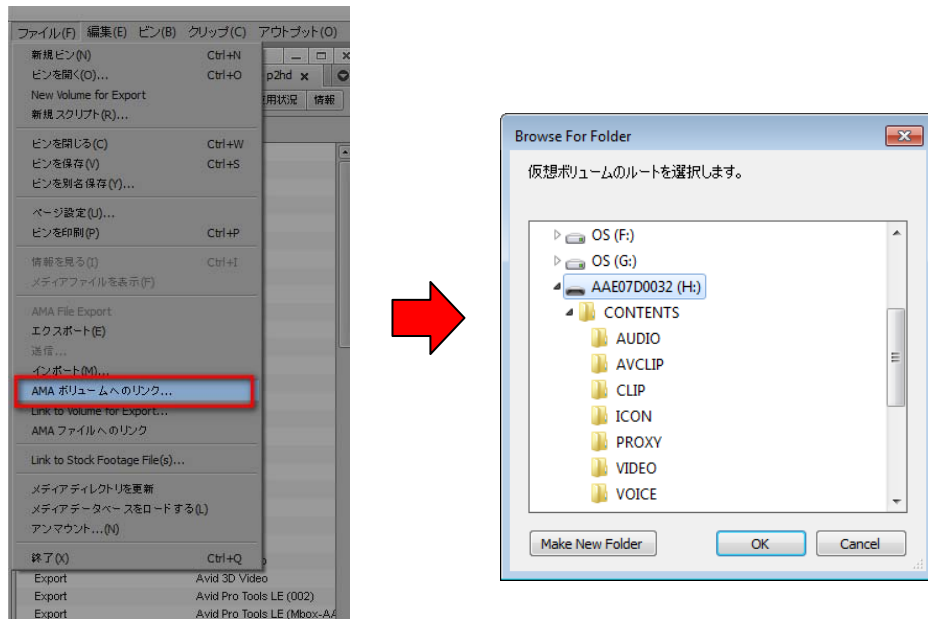 ファイル(F) 編集(E) ビン(B) クリップ(C) アウトプット(O)
新規ビン(N) Ctrl+N
ビンを開く(O)... Ctrl+O
p2hd x
New Volume for Export
使用状況 情報
新規スクリプト(R)...
ビンを閉じる(C) Ctrl+W
ビンを保存(V) Ctrl+S
ビンを別名保存(Y)...
ページ設定(U)...
ビンを印刷(P) Ctrl+P
情報を見る(I) Ctrl+I
メディアファイルを表示(F)
AMA File Export
エクスポート(E)
送信...
インポート(M)...
AMA ボリュームへのリンク...
Link to Volume for Export...
AMA ファイルへのリンク
Link to Stock Footage File(s)...
メディアディレクトリを更新
メディアデータベースをロードする(L)
アンマウント...(N)
終了(X) Ctrl+Q
Export Avid 3D Video
Export Avid Pro Tools LE (002)
Export Avid Pro Tools LE (Mbox-AA
Browse For Folder
仮想ボリュームのルートを選択します。
OS (F:)
OS (G:)
AAE07D0032 (H:)
CONTENTS
AUDIO
AVCLIP
CLIP
ICON
PROXY
VIDEO
VOICE
Make New Folder OK Cancel